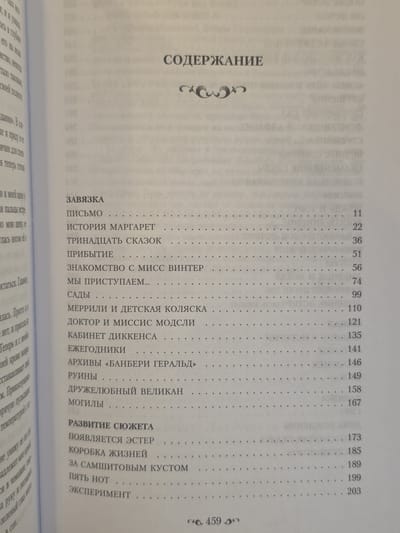 СОДЕРЖАНИЕ
ЗАВЯЗКА
ПИСЬМО 11
ИСТОРИЯ МАРГАРЕТ 22
ТРИНАДЦАТЬ СКАЗОК 36
ПРИБЫТИЕ 51
ЗНАКОМСТВО С МИСС ВИНТЕР 56
МЫ ПРИСТУПАЕМ... 74
САДЫ 99
МЕРРИЛИ И ДЕТСКАЯ КОЛЯСКА 110
ДОКТОР И МИССИС МОДСЛИ 121
КАБИНЕТ ДИККЕНСА 135
ЕЖЕГОДНИКИ 141
АРХИВЫ «БАНБЕРИ ГЕРАЛЬД» 146
РУИНЫ 149
ДРУЖЕЛЮБНЫЙ ВЕЛИКАН 158
МОГИЛЫ 167
РАЗВИТИЕ СЮЖЕТА
ПОЯВЛЯЕТСЯ ЭСТЕР 173
КОРОБКА ЖИЗНЕЙ 185
ЗА САМШИТОВЫМ КУСТОМ 189
ПЯТЬ НОТ 197
ЭКСПЕРИМЕНТ 203
459